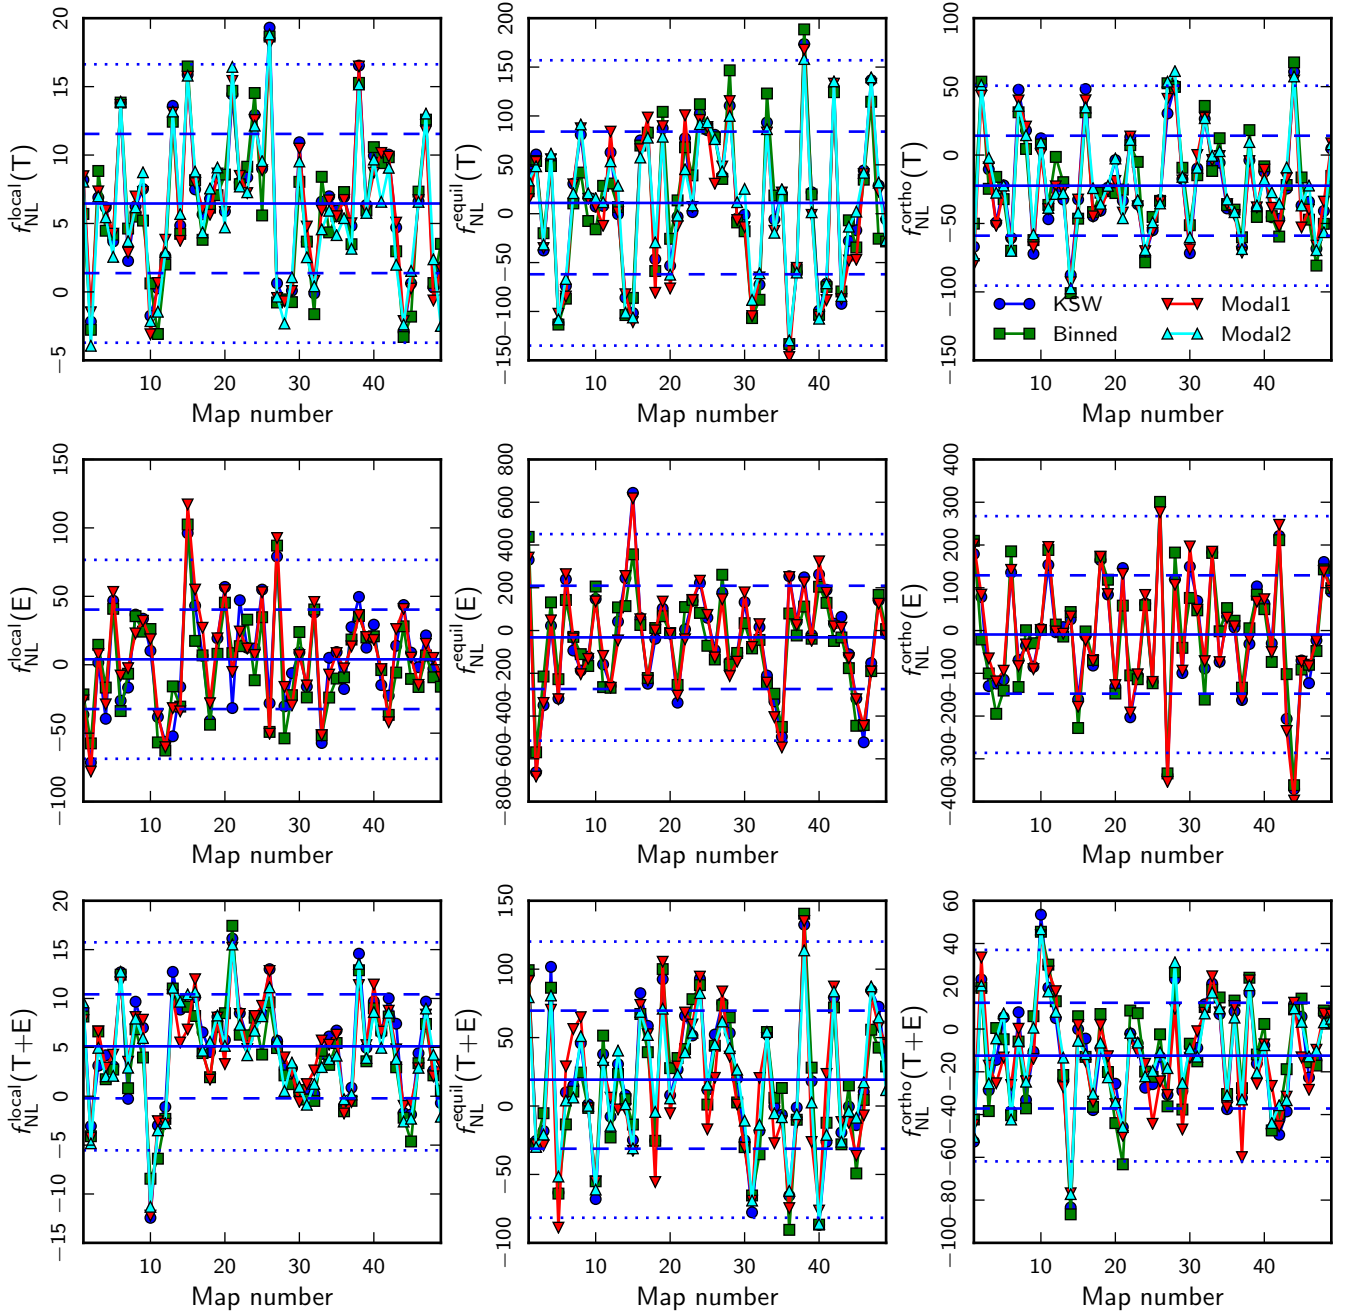 20
15
10
5
0
−5
f_NL^local(T)
10 20 30 40
Map number
200
150
100
50
0
−50
−100
−150
f_NL^equil(T)
10 20 30 40
Map number
100
50
0
−50
−100
−150
f_NL^ortho(T)
KSW
Binned
Modal1
Modal2
10 20 30 40
Map number
150
100
50
0
−50
−100
f_NL^local(E)
10 20 30 40
Map number
800
600
400
200
0
−200
−400
−600
−800
f_NL^equil(E)
10 20 30 40
Map number
400
300
200
100
0
−100
−200
−300
−400
f_NL^ortho(E)
10 20 30 40
Map number
20
15
10
5
0
−5
−10
−15
f_NL^local(T+E)
10 20 30 40
Map number
150
100
50
0
−50
−100
f_NL^equil(T+E)
10 20 30 40
Map number
60
40
20
0
−20
−40
−60
−80
−100
f_NL^ortho(T+E)
10 20 30 40
Map number